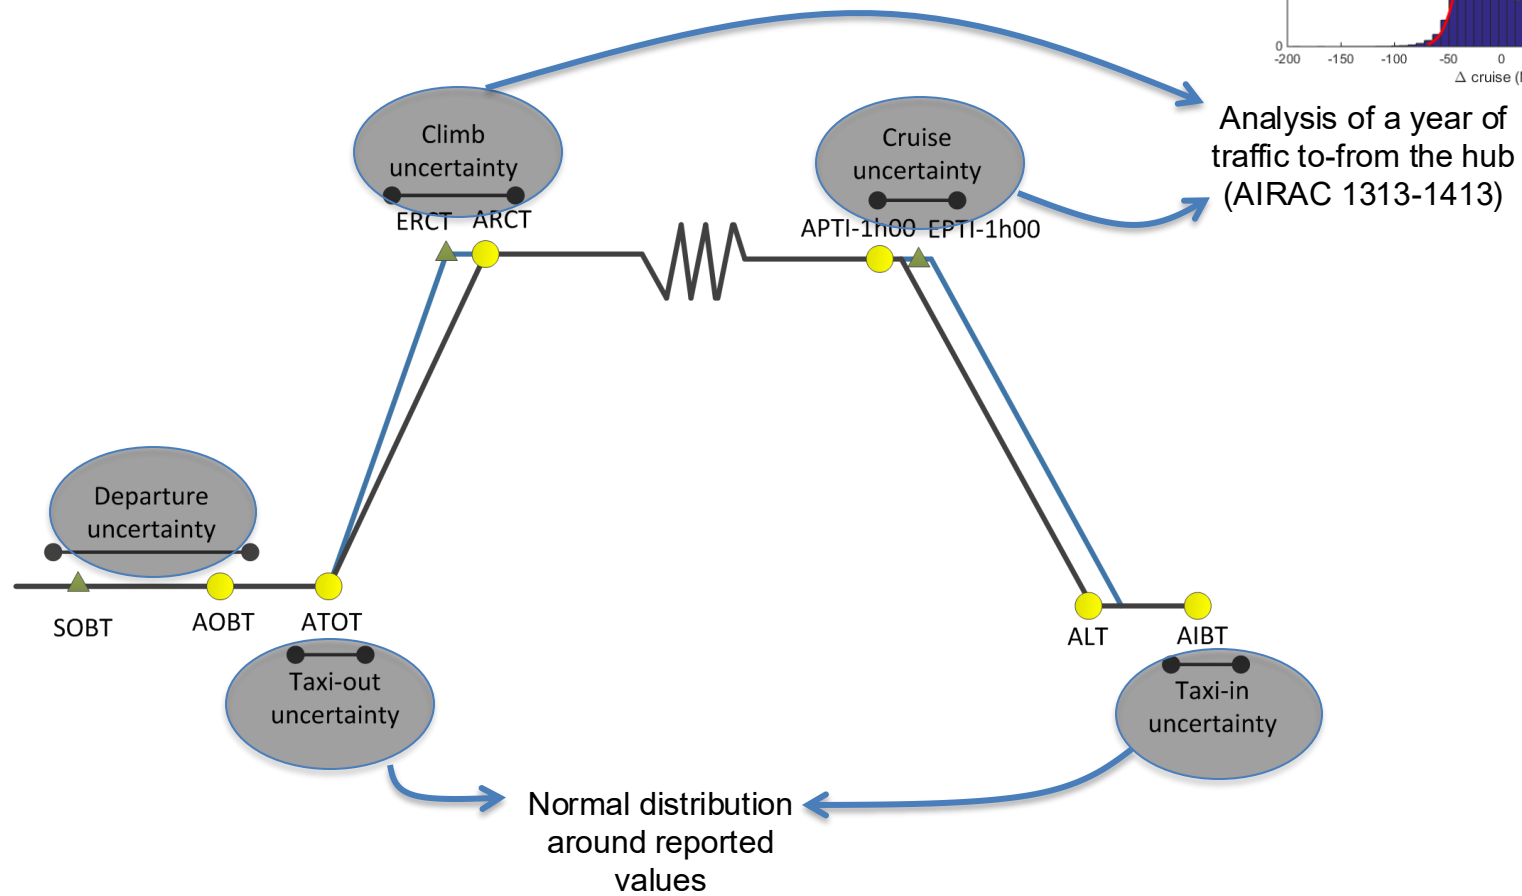 0
-200 -150 -100 -50 0
Δ cruise (
Analysis of a year of
traffic to-from the hub
(AIRAC 1313-1413)
Climb
uncertainty
ERCT ARCT
Cruise
uncertainty
APTI-1h00 EPTI-1h00
Departure
uncertainty
SOBT
AOBT
ATOT
Taxi-out
uncertainty
ALT
AIBT
Taxi-in
uncertainty
Normal distribution
around reported
values